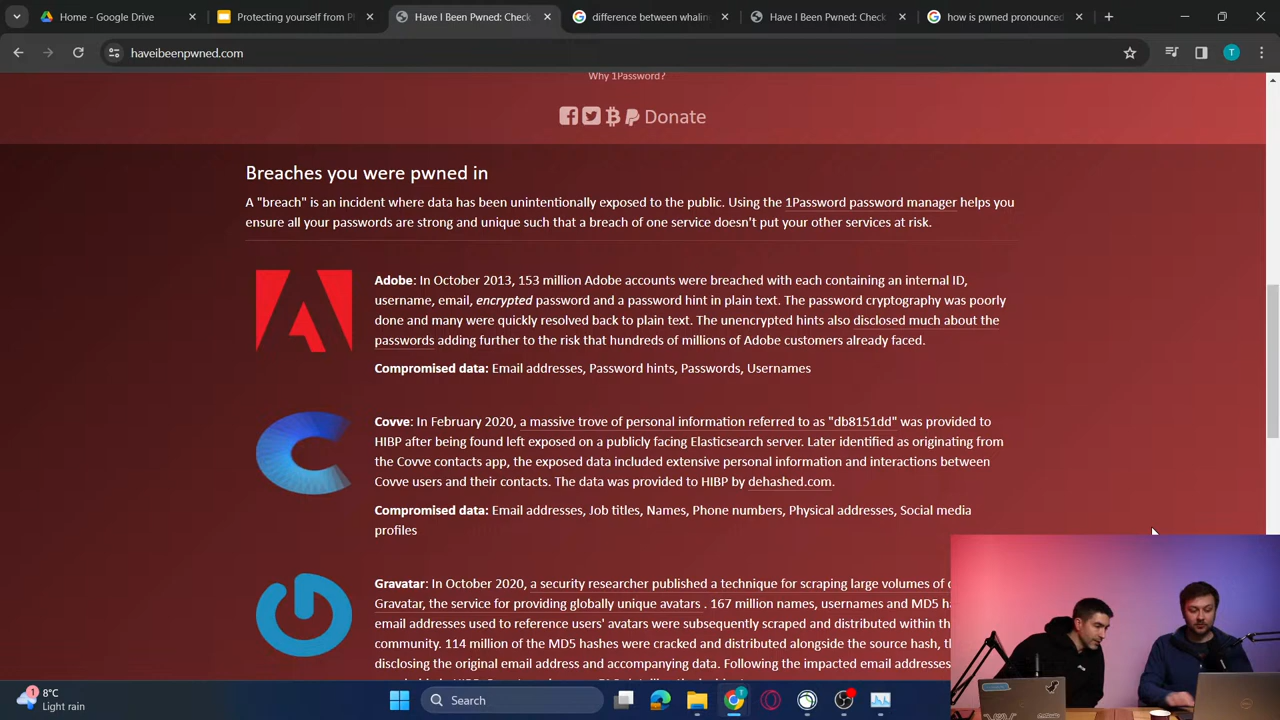 Home – Google Drive
Protecting yourself from P
Have I Been Pwned: Check
difference between whaling
Have I Been Pwned: Check
how is pwned pronounced
haveibeenpwned.com
T
Why 1Password?
Donate
Breaches you were pwned in
A "breach" is an incident where data has been unintentionally exposed to the public. Using the 1Password password manager helps you
ensure all your passwords are strong and unique such that a breach of one service doesn't put your other services at risk.
Adobe: In October 2013, 153 million Adobe accounts were breached with each containing an internal ID,
username, email, encrypted password and a password hint in plain text. The password cryptography was poorly
done and many were quickly resolved back to plain text. The unencrypted hints also disclosed much about the
passwords adding further to the risk that hundreds of millions of Adobe customers already faced.
Compromised data: Email addresses, Password hints, Passwords, Usernames
Covve: In February 2020, a massive trove of personal information referred to as "db8151dd" was provided to
HIBP after being found left exposed on a publicly facing Elasticsearch server. Later identified as originating from
the Covve contacts app, the exposed data included extensive personal information and interactions between
Covve users and their contacts. The data was provided to HIBP by dehashed.com.
Compromised data: Email addresses, Job titles, Names, Phone numbers, Physical addresses, Social media
profiles
Gravatar: In October 2020, a security researcher published a technique for scraping large volumes of
Gravatar, the service for providing globally unique avatars . 167 million names, usernames and MD5
email addresses used to reference users' avatars were subsequently scraped and distributed within the
community. 114 million of the MD5 hashes were cracked and distributed alongside the source hash,
disclosing the original email address and accompanying data. Following the impacted email addresses
1
8°C
Light rain
Search